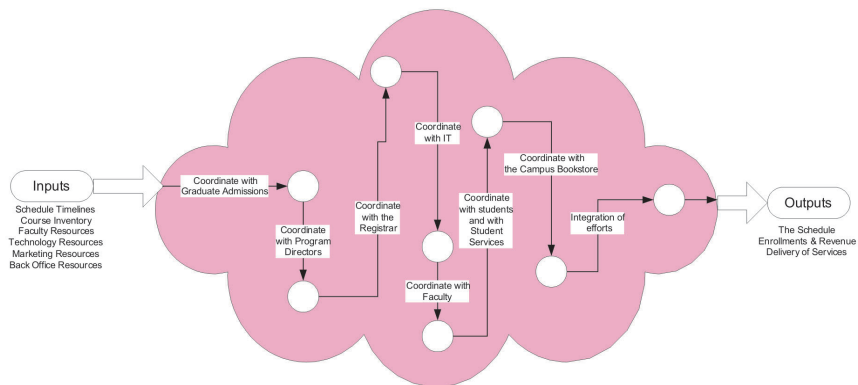 Inputs
Schedule Timelines
Course Inventory
Faculty Resources
Technology Resources
Marketing Resources
Back Office Resources
Coordinate with
Graduate Admissions
Coordinate
with Program
Directors
Coordinate
with the
Registrar
Coordinate
with IT
Coordinate with
Faculty
Coordinate
with students
and with
Student
Services
Coordinate with
the Campus Bookstore
Integration of
efforts
Outputs
The Schedule
Enrollments & Revenue
Delivery of Services